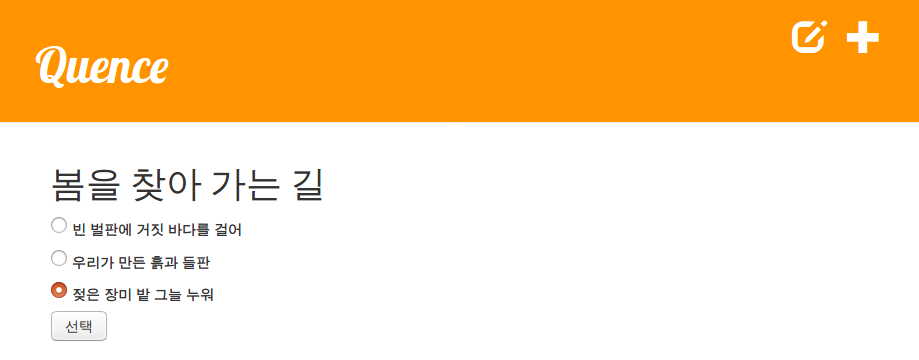 Quence
봄을 찾아 가는 길
빈 벌판에 거짓 바다를 걸어
우리가 만든 흙과 들판
젖은 장미 밭 그늘 누워
선택